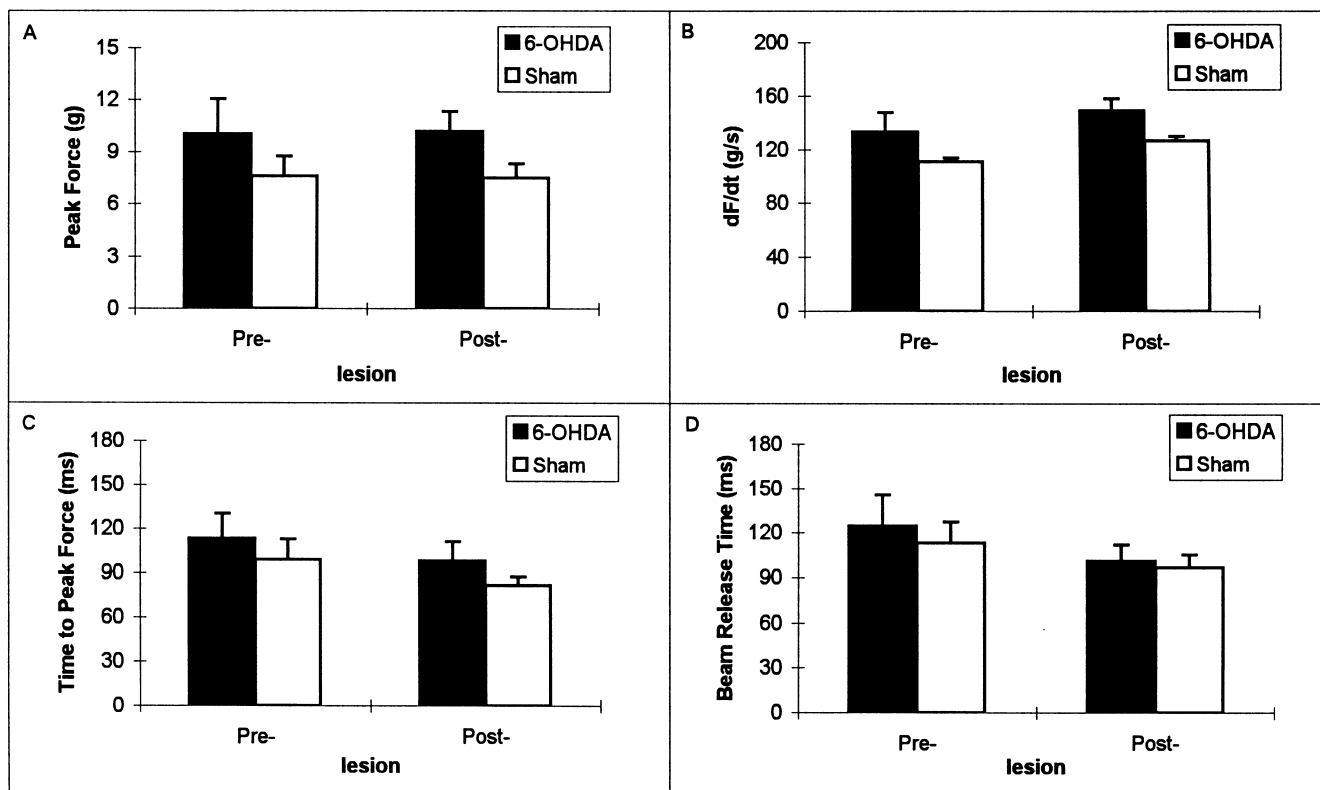 A
6-OHDA
Sham
15
12
9
6
3
0
Peak Force (g)
Pre-
Post-
lesion
B
6-OHDA
Sham
200
160
120
80
40
0
dF/dt (g/s)
Pre-
Post-
lesion
C
6-OHDA
Sham
180
150
120
90
60
30
0
Time to Peak Force (ms)
Pre-
Post-
lesion
D
6-OHDA
Sham
180
150
120
90
60
30
0
Beam Release Time (ms)
Pre-
Post-
lesion